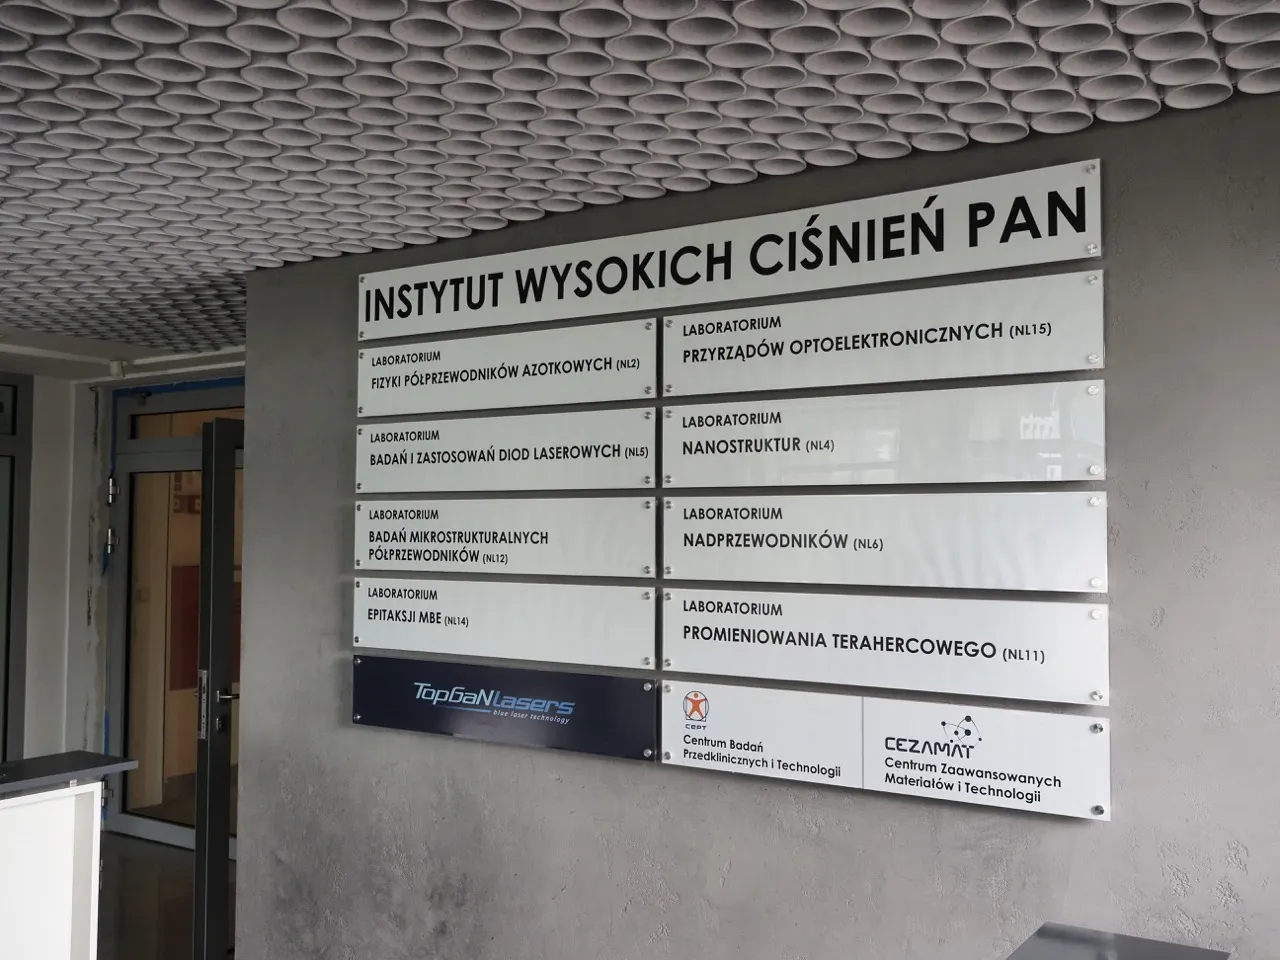 INSTYTUT WYSOKICH CIŚNIEŃ PAN
LABORATORIUM
FIZYKI PÓŁPRZEWODNIKÓW AZOTKOWYCH (NL2)
LABORATORIUM
BADAŃ I ZASTOSOWAŃ DIOD LASEROWYCH (NL5)
LABORATORIUM
BADAŃ MIKROSTRUKTURALNYCH
PÓŁPRZEWODNIKÓW (NL12)
LABORATORIUM
EPITAKSJI MBE (NL14)
TopGaNlasers
blue laser technology
LABORATORIUM
PRZYRZĄDÓW OPTOELEKTRONICZNYCH (NL15)
LABORATORIUM
NANOSTRUKTUR (NL4)
LABORATORIUM
NADPRZEWODNIKÓW (NL6)
LABORATORIUM
PROMIENIOWANIA TERAHERCOWEGO (NL11)
CEPT
Centrum Badań
Przedklinicznych i Technologii
CEZAMAT
Centrum Zaawansowanych
Materiałów i Technologii